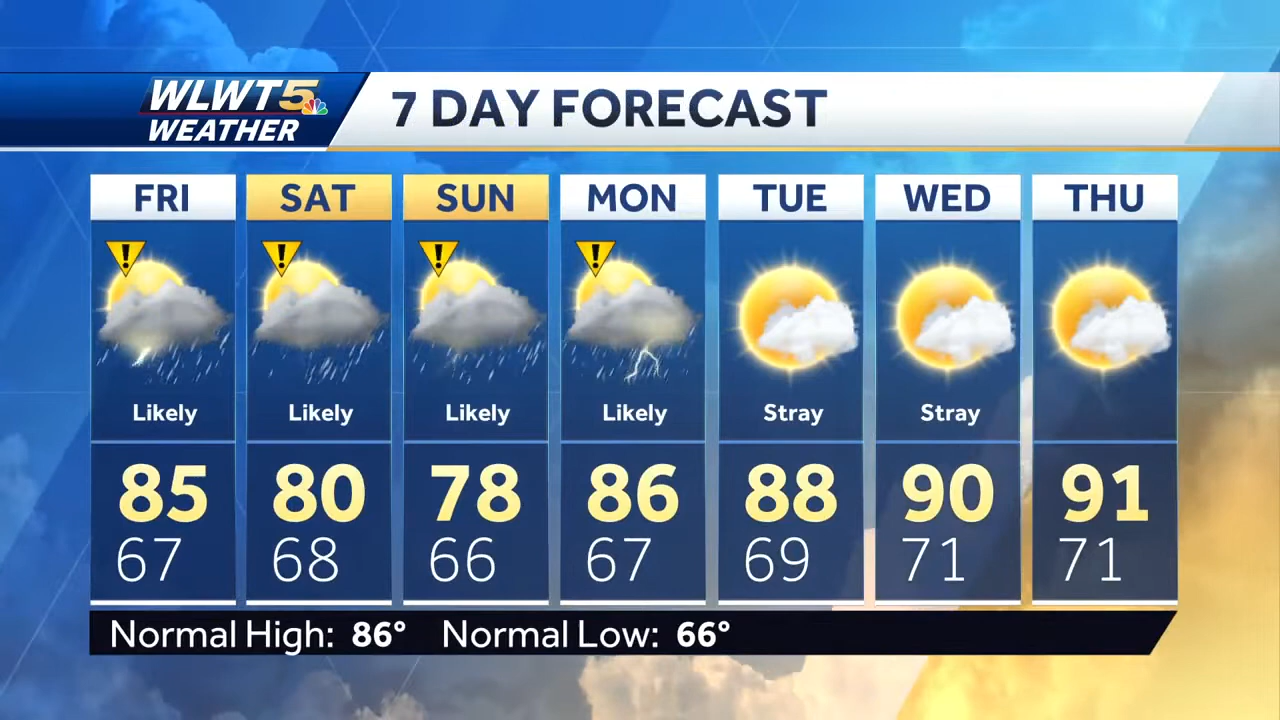 WLWT5
WEATHER
7 DAY FORECAST
FRI SAT SUN MON TUE WED THU
! ! ! !
Likely Likely Likely Likely Stray Stray
85 80 78 86 88 90 91
67 68 66 67 69 71 71
Normal High: 86° Normal Low: 66°